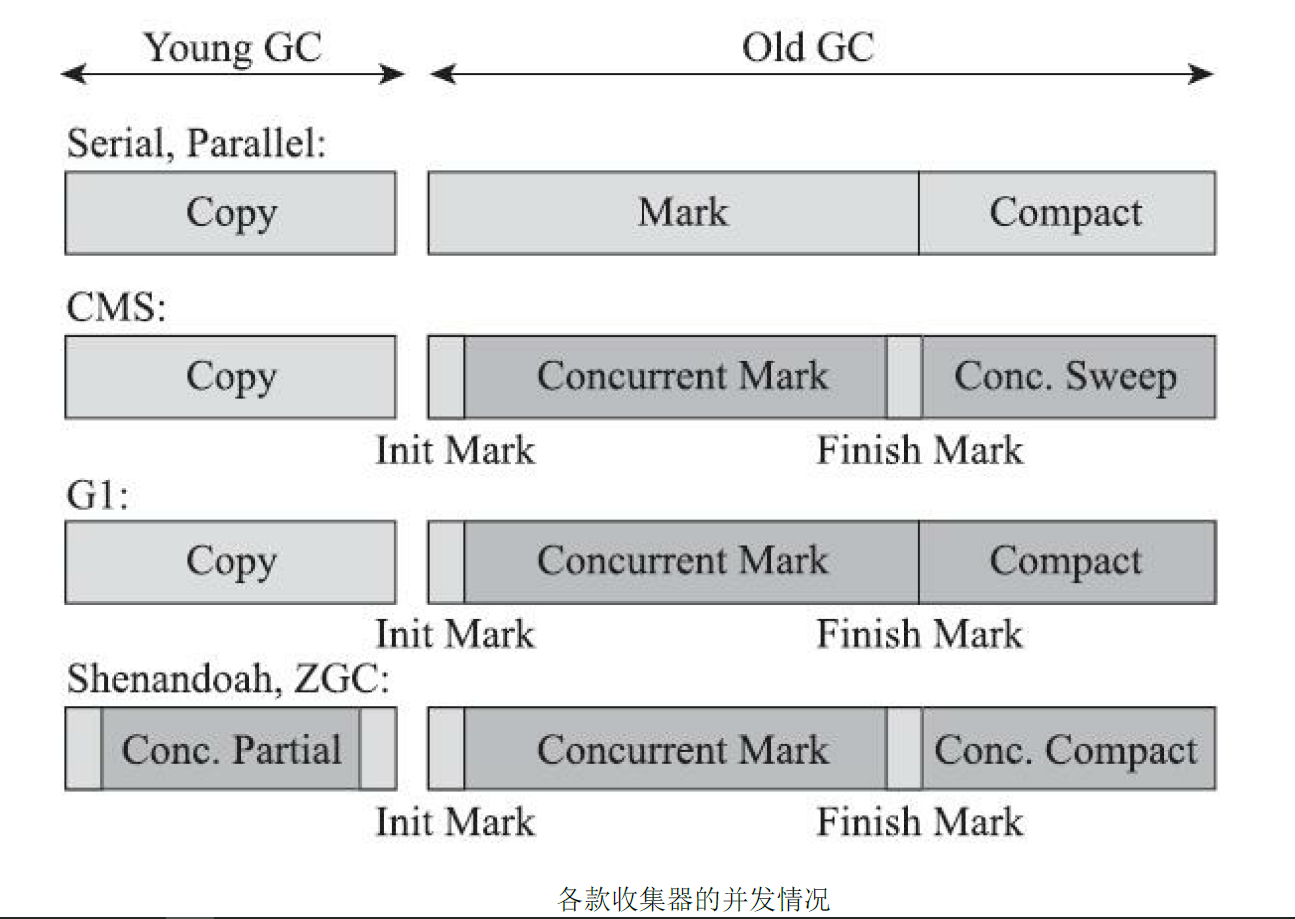 Young GC Old GC
Serial, Parallel:
Copy Mark Compact
CMS:
Copy Concurrent Mark Conc. Sweep
Init Mark Finish Mark
G1:
Copy Concurrent Mark Compact
Init Mark Finish Mark
Shenandoah, ZGC:
Conc. Partial Concurrent Mark Conc. Compact
Init Mark Finish Mark
各款收集器的并发情况